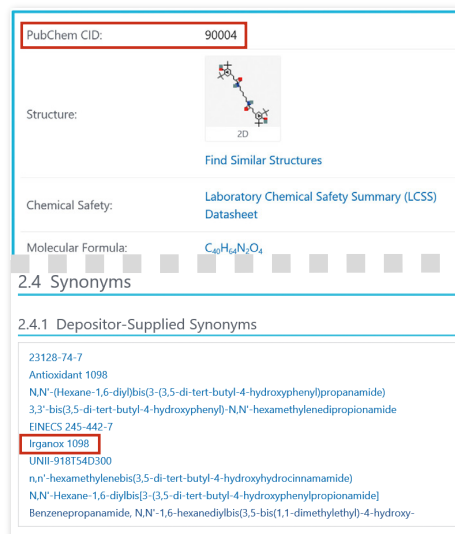 PubChem CID: 90004
Structure:
2D
Find Similar Structures
Chemical Safety: Laboratory Chemical Safety Summary (LCSS)
Datasheet
Molecular Formula: C₄₀H₆₄N₂O₄
2.4 Synonyms
2.4.1 Depositor-Supplied Synonyms
23128-74-7
Antioxidant 1098
N,N'-(Hexane-1,6-diyl)bis(3-(3,5-di-tert-butyl-4-hydroxyphenyl)propanamide)
3,3'-bis(3,5-di-tert-butyl-4-hydroxyphenyl)-N,N'-hexamethylenedipropionamide
EINECS 245-442-7
Irganox 1098
UNII-918T54D300
n,n'-hexamethylenebis(3,5-di-tert-butyl-4-hydroxyhydrocinnamamide)
N,N'-Hexane-1,6-diylbis[3-(3,5-di-tert-butyl-4-hydroxyphenylpropionamide]
Benzenepropanamide, N,N'-1,6-hexanediylbis(3,5-bis(1,1-dimethylethyl)-4-hydroxy-